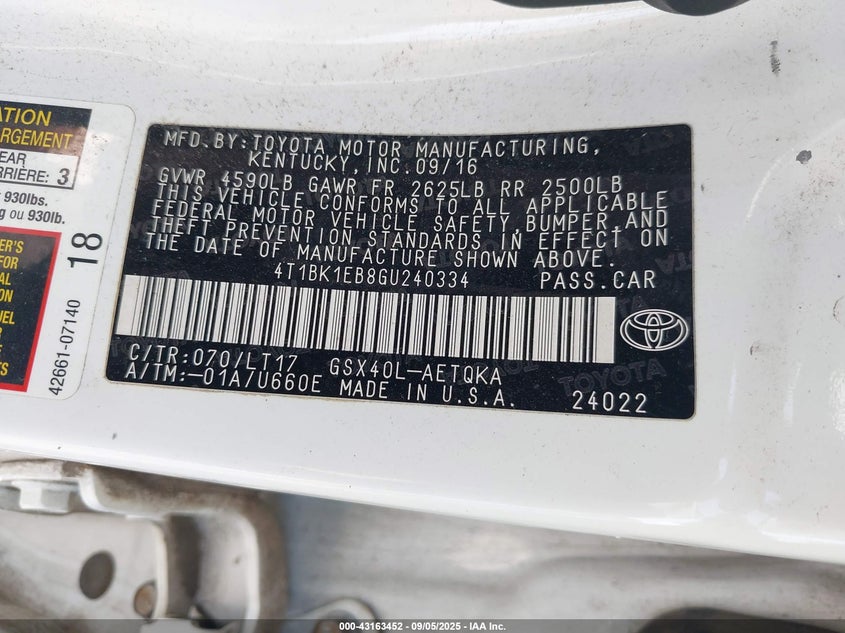 ATION
ARGEMENT
EAR
ARRIÈRE: 3
r 930lbs.
g ou 930lb.
18
42661-07140
MFD.BY:TOYOTA MOTOR MANUFACTURING,
KENTUCKY, INC.09/16
GVWR 4590LB GAWR FR 2625LB RR 2500LB
THIS VEHICLE CONFORMS TO ALL APPLICABLE
FEDERAL MOTOR VEHICLE SAFETY,BUMPER,AND
THEFT PREVENTION STANDARDS IN EFFECT ON
THE DATE OF MANUFACTURE SHOWN ABOVE.
4T1BK1EB8GU240334 PASS.CAR
C/TR:070/LT17 GSX40L-AETQKA
A/TM:-01A/U660E MADE IN U.S.A. 24022
TOYOTA
000-43163452 - 09/05/2025 - IAA Inc.